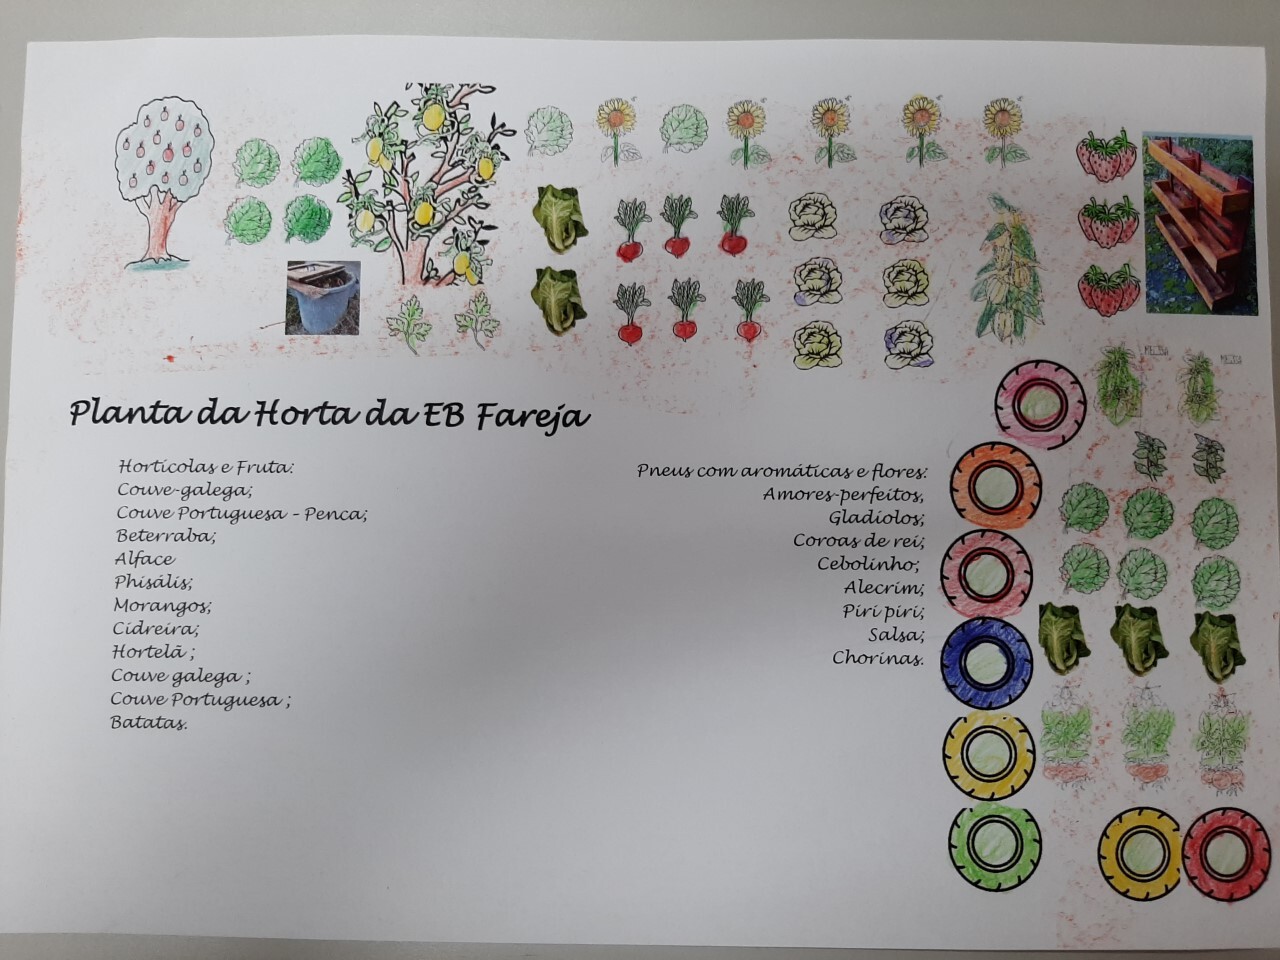 Planta da Horta da EB Fareja
Hortícolas e Fruta:
Couve-galega;
Couve Portuguesa – Penca;
Beterraba;
Alface
Phisális;
Morangos;
Cidreira;
Hortelã ;
Couve galega ;
Couve Portuguesa ;
Batatas.
Pneus com aromáticas e flores:
Amores-perfeitos,
Gladíolos;
Coroas de rei;
Cebolinho;
Alecrim;
Piri piri;
Salsa;
Chorinas.